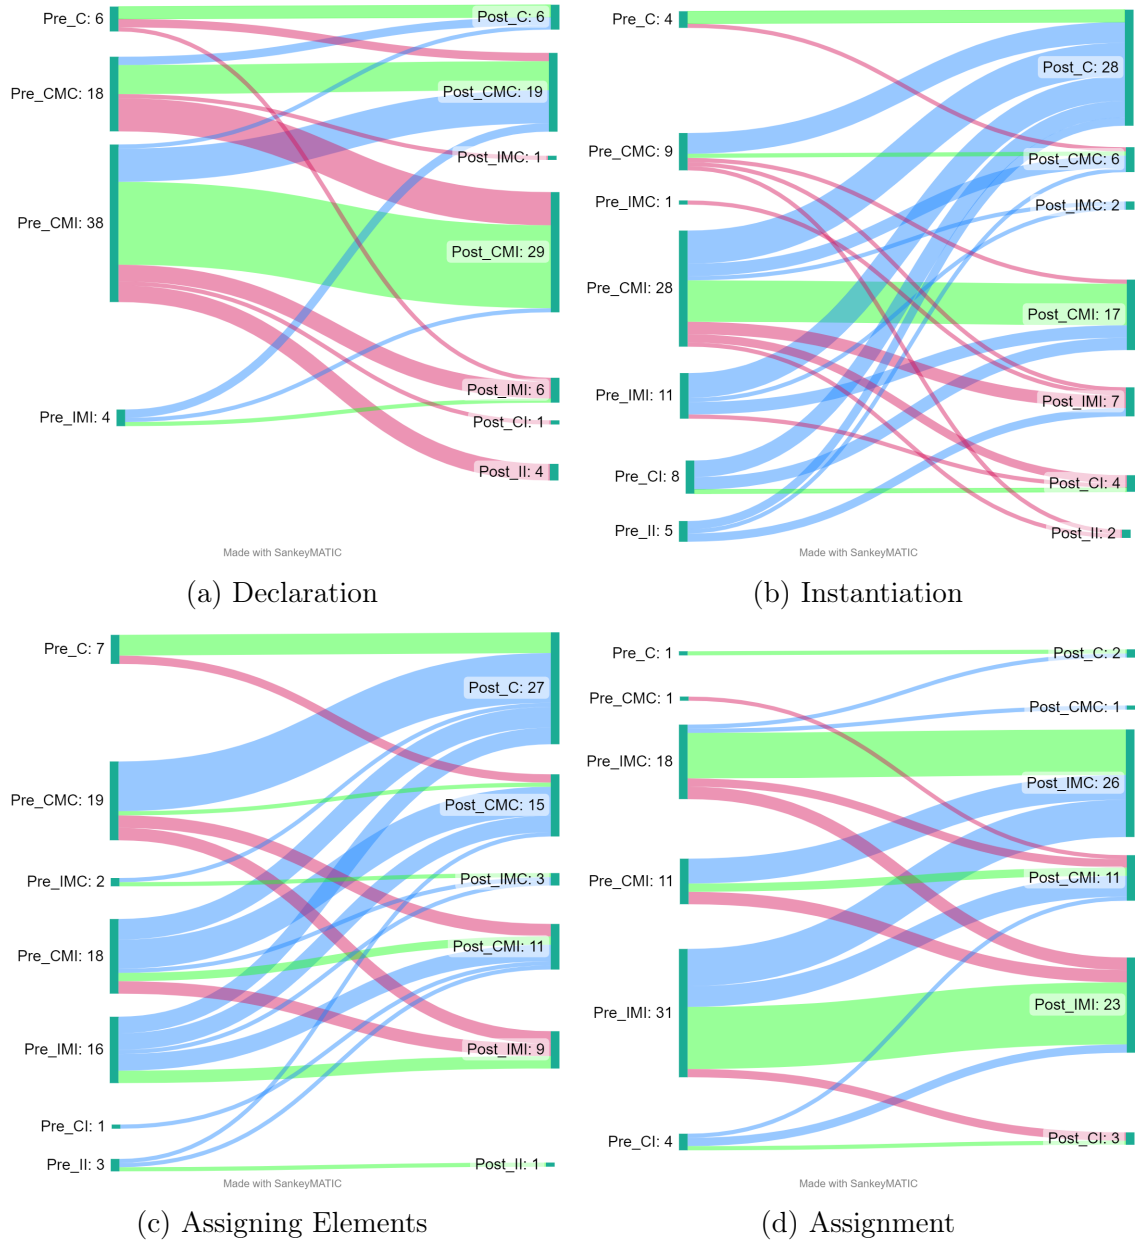 Pre_C: 6
Post_C: 6
Pre_CMC: 18
Post_CMC: 19
Post_IMC: 1
Pre_CMI: 38
Post_CMI: 29
Post_IMI: 6
Pre_IMI: 4
Post_CI: 1
Post_II: 4
Made with SankeyMATIC
(a) Declaration
Pre_C: 4
Post_C: 28
Pre_CMC: 9
Post_CMC: 6
Pre_IMC: 1
Post_IMC: 2
Pre_CMI: 28
Post_CMI: 17
Pre_IMI: 11
Post_IMI: 7
Pre_CI: 8
Post_CI: 4
Pre_II: 5
Post_II: 2
Made with SankeyMATIC
(b) Instantiation
Pre_C: 7
Post_C: 27
Pre_CMC: 19
Post_CMC: 15
Pre_IMC: 2
Post_IMC: 3
Pre_CMI: 18
Post_CMI: 11
Pre_IMI: 16
Post_IMI: 9
Pre_CI: 1
Pre_II: 3
Post_II: 1
Made with SankeyMATIC
(c) Assigning Elements
Pre_C: 1
Post_C: 2
Pre_CMC: 1
Post_CMC: 1
Pre_IMC: 18
Post_IMC: 26
Pre_CMI: 11
Post_CMI: 11
Pre_IMI: 31
Post_IMI: 23
Pre_CI: 4
Post_CI: 3
Made with SankeyMATIC
(d) Assignment